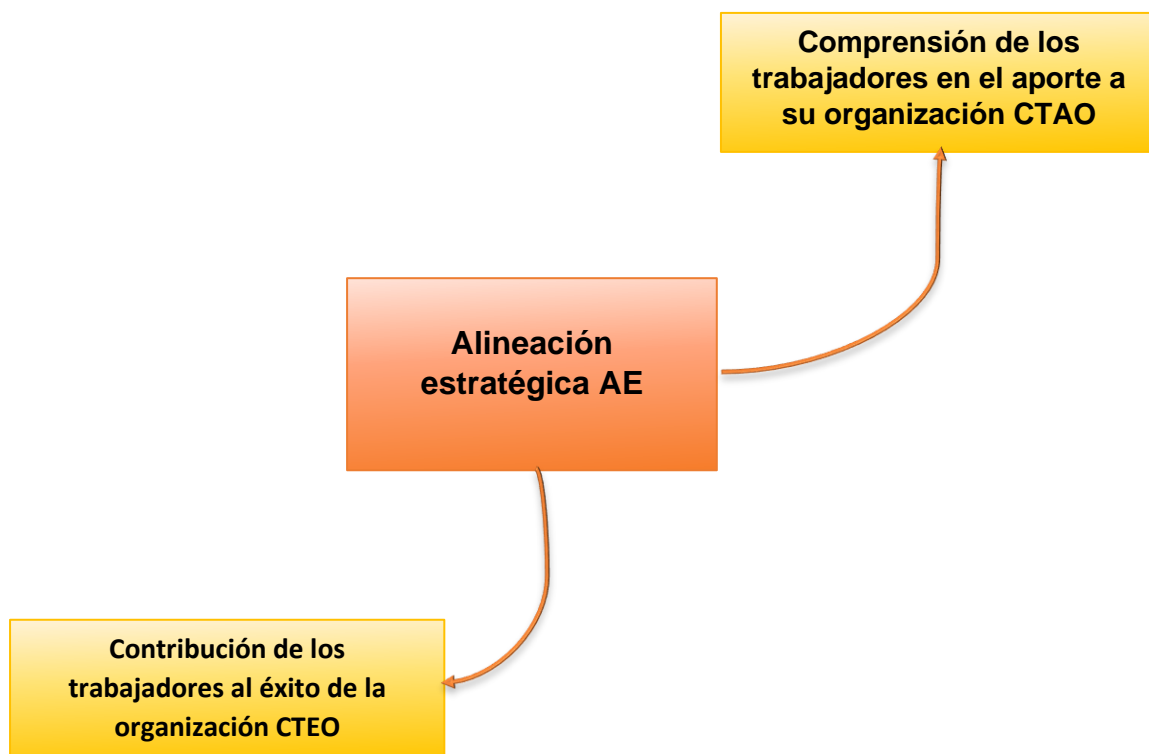 Comprensión de los
trabajadores en el aporte a
su organización CTAO
Alineación
estratégica AE
Contribución de los
trabajadores al éxito de la
organización CTEO